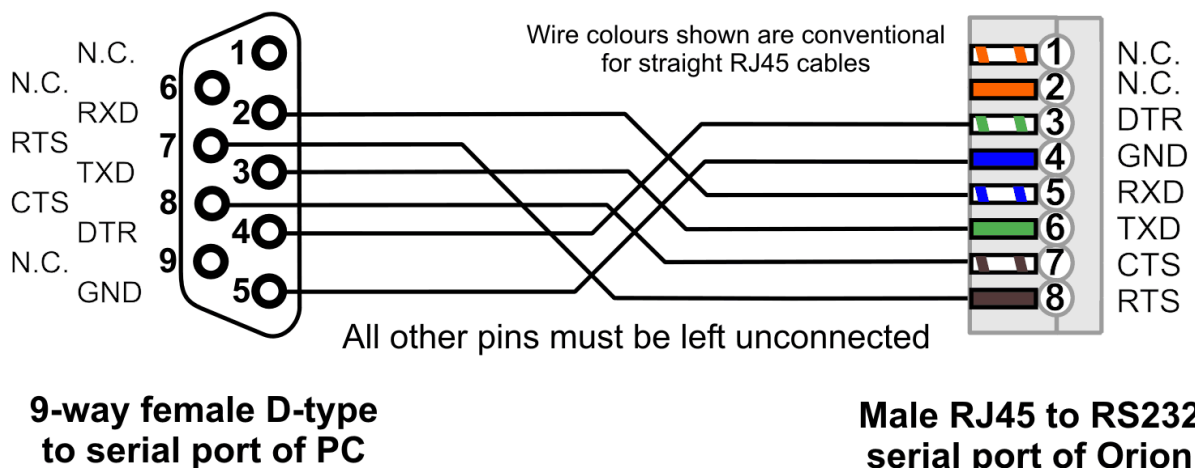 Wire colours shown are conventional
for straight RJ45 cables
N.C. 1
N.C. 6
RXD 2
RTS 7
TXD 3
CTS 8
DTR 4
N.C. 9
GND 5
1 N.C.
2 N.C.
3 DTR
4 GND
5 RXD
6 TXD
7 CTS
8 RTS
All other pins must be left unconnected
9-way female D-type
to serial port of PC
Male RJ45 to RS232
serial port of Orion